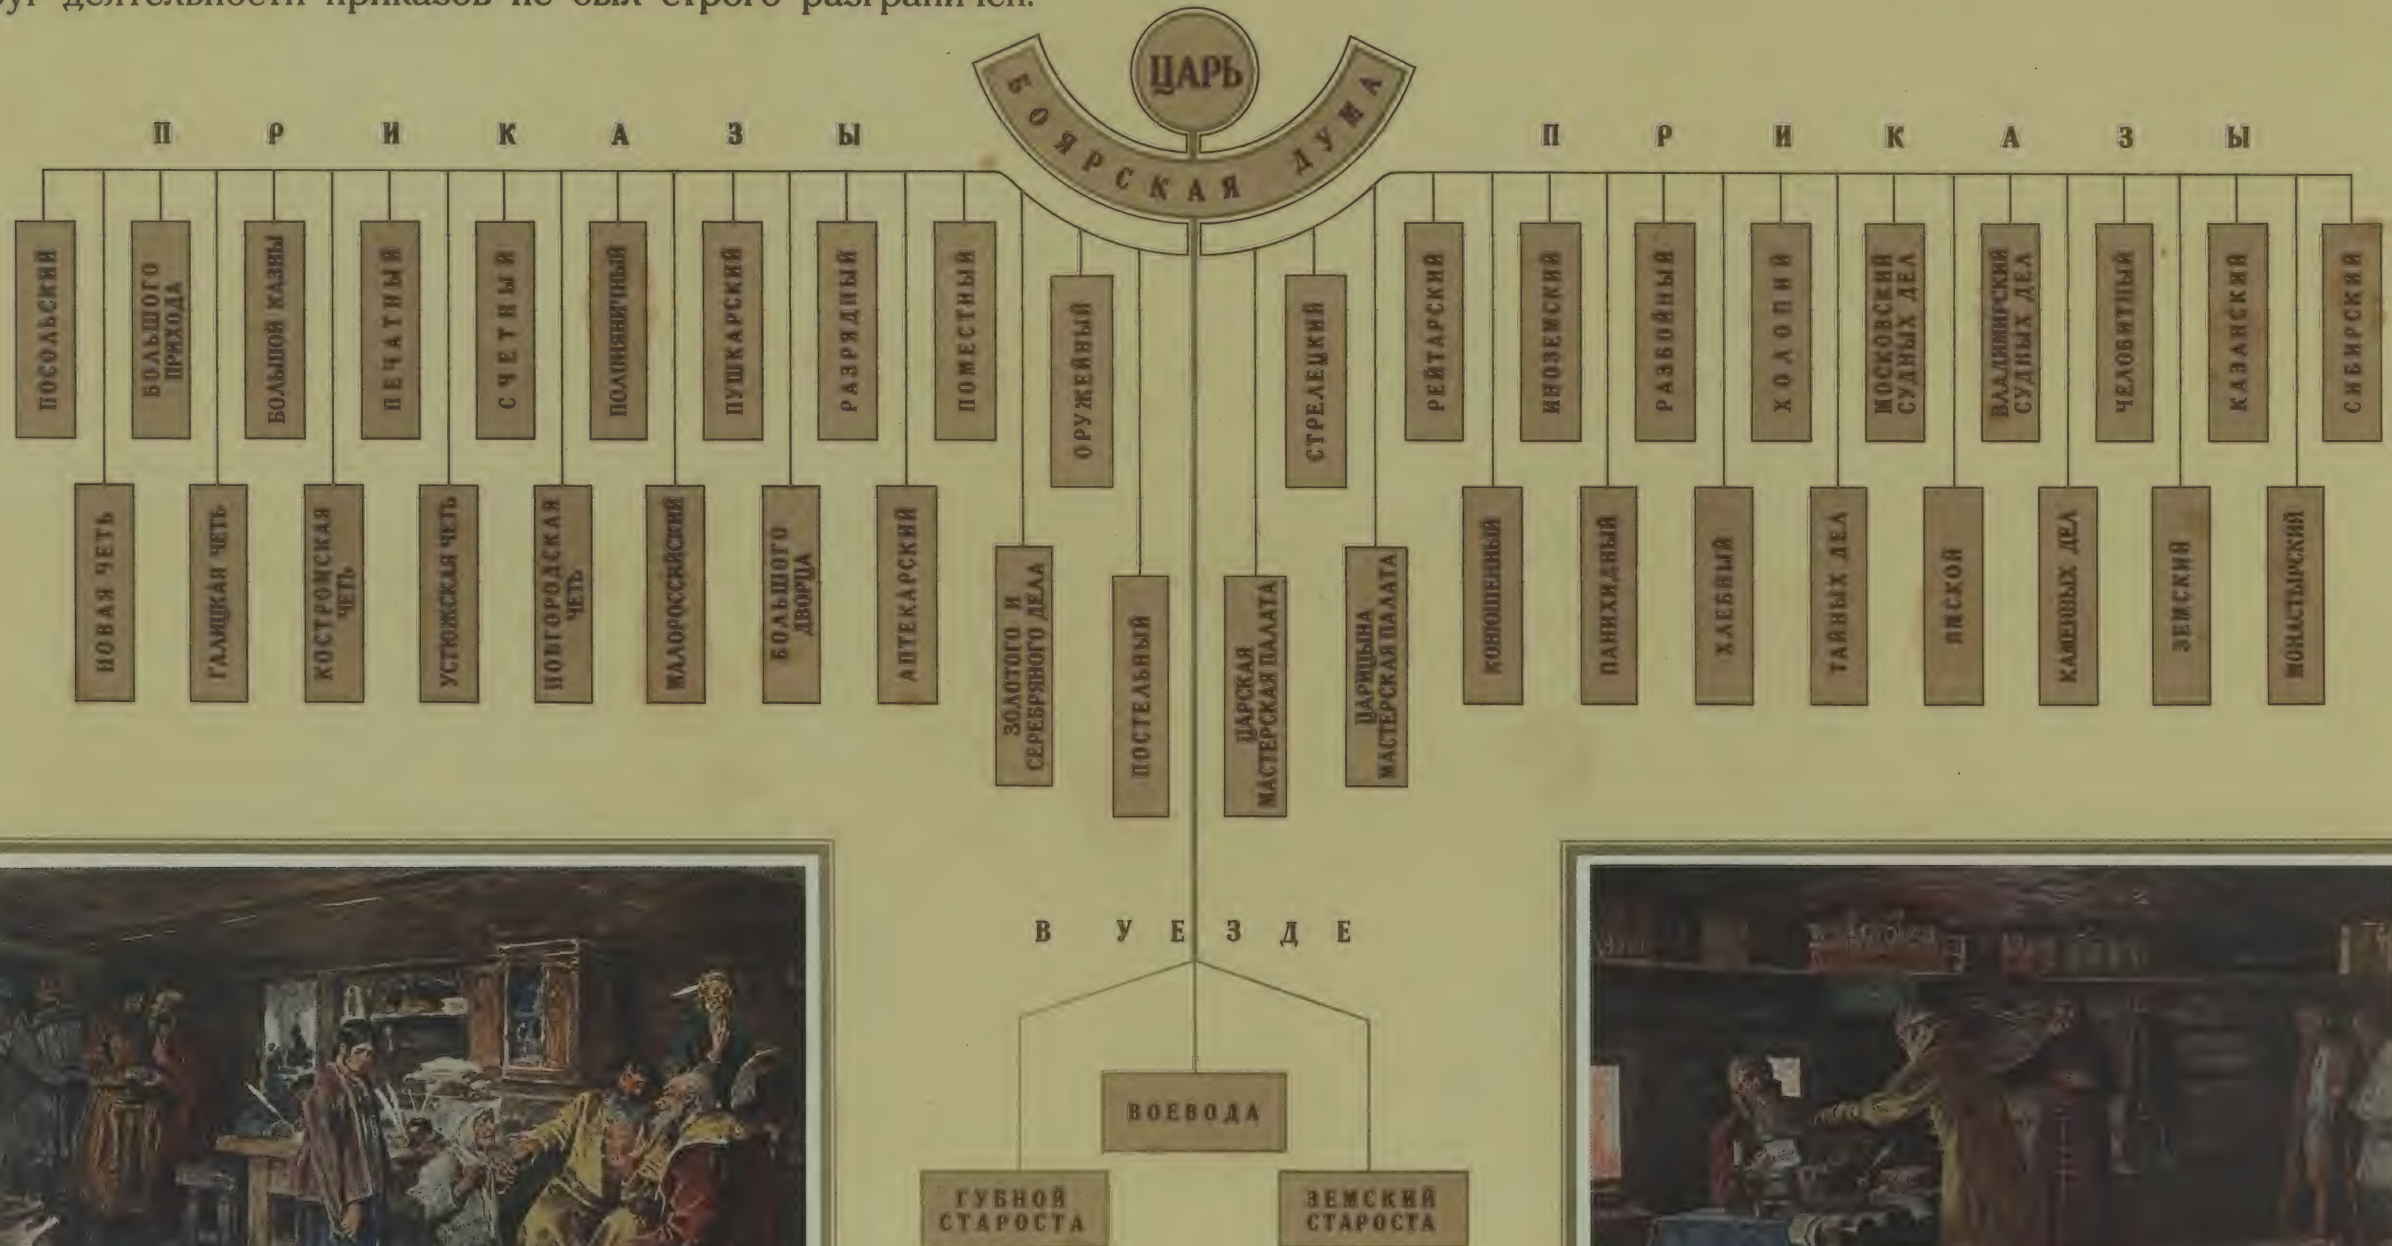 деятельности приказов не был строго разграничен.
ЦАРЬ
БОЯРСКАЯ ДУМА
ПРИКАЗЫ
ПРИКАЗЫ
ПОСОЛЬСКИЙ
БОЛЬШОГО
ПРИХОДА
БОЛЬШОЙ КАЗНЫ
ПЕЧАТНЫЙ
СЧЕТНЫЙ
ПОЛОНЯНИЧНЫЙ
ПУШКАРСКИЙ
РАЗРЯДНЫЙ
ПОМЕСТНЫЙ
ОРУЖЕЙНЫЙ
СТРЕЛЕЦКИЙ
РЕЙТАРСКИЙ
ИНОЗЕМСКИЙ
РАЗБОЙНЫЙ
ХОЛОПИЙ
МОСКОВСКИЙ
СУДНЫХ ДЕЛ
ВЛАДИМИРСКИЙ
СУДНЫХ ДЕЛ
ЧЕЛОБИТНЫЙ
КАЗАНСКИЙ
СИБИРСКИЙ
НОВАЯ ЧЕТЬ
ГАЛИЦКАЯ ЧЕТЬ
КОСТРОМСКАЯ
ЧЕТЬ
УСТЮЖСКАЯ ЧЕТЬ
НОВГОРОДСКАЯ
ЧЕТЬ
МАЛОРОССИЙСКИЙ
БОЛЬШОГО
ДВОРЦА
АПТЕКАРСКИЙ
ЗОЛОТОГО И
СЕРЕБРЯНОГО ДЕЛА
ПОСТЕЛЬНЫЙ
ЦАРСКАЯ
МАСТЕРСКАЯ ПАЛАТА
ЦАРИЦЫНА
МАСТЕРСКАЯ ПАЛАТА
КОНЮШЕННЫЙ
ПАНИХИДНЫЙ
ХЛЕБНЫЙ
ТАЙНЫХ ДЕЛ
ЯМСКОЙ
КАМЕННЫХ ДЕЛ
ЗЕМСКИЙ
МОНАСТЫРСКИЙ
В УЕЗДЕ
ВОЕВОДА
ГУБНОЙ
СТАРОСТА
ЗЕМСКИЙ
СТАРОСТА